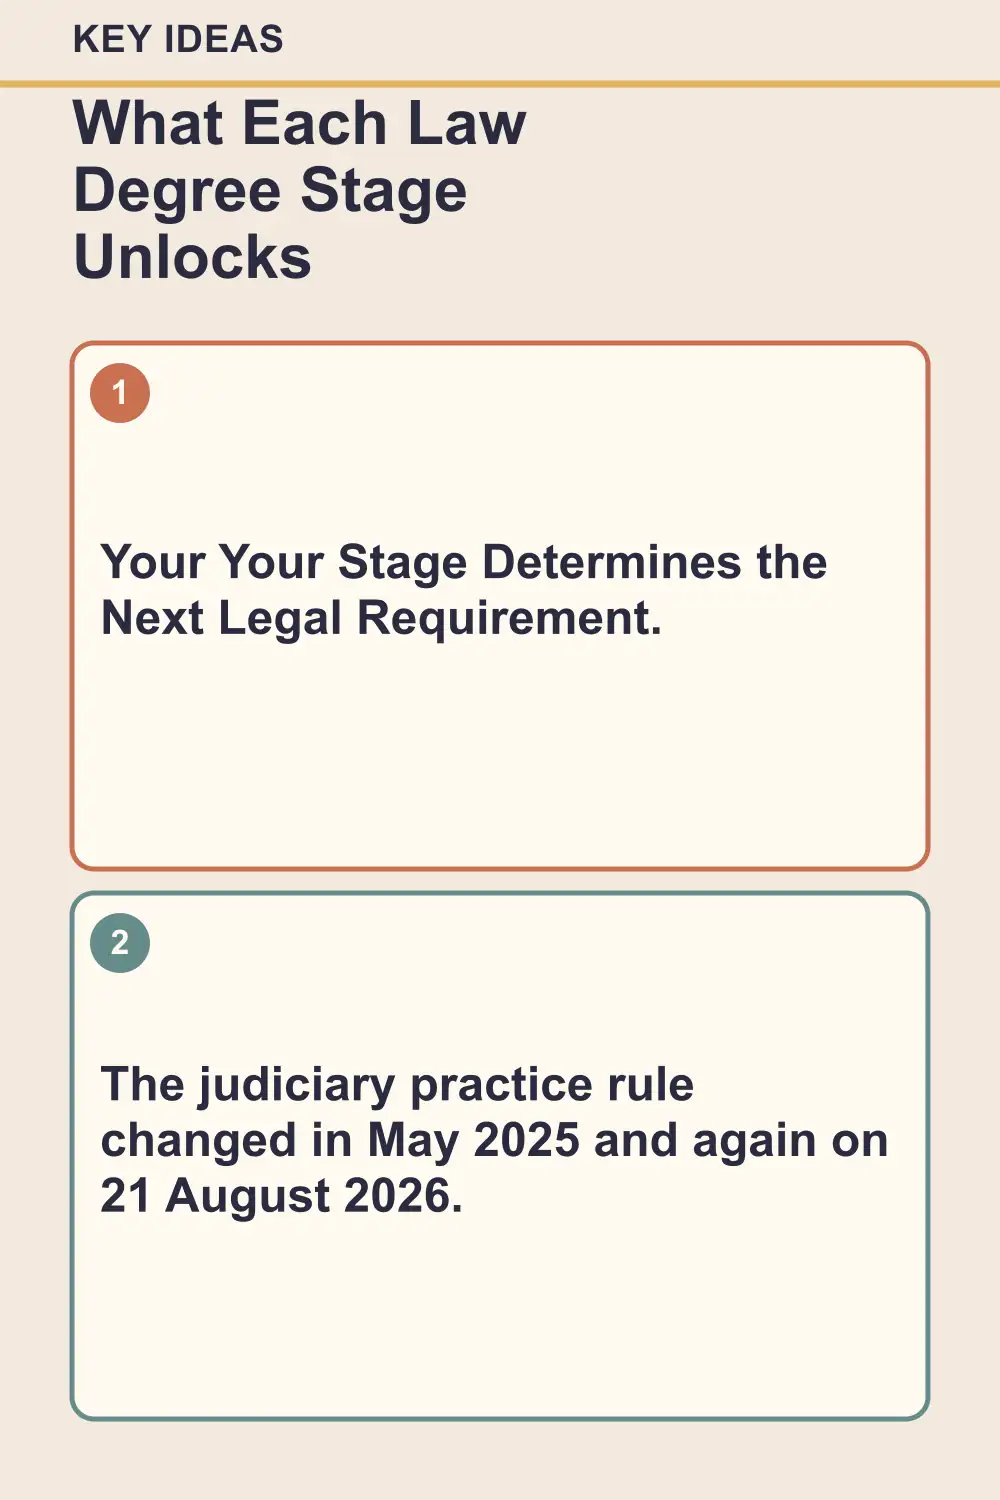 KEY IDEAS
What Each Law
Degree Stage
Unlocks
1
Your Your Stage Determines the
Next Legal Requirement.
2
The judiciary practice rule
changed in May 2025 and again on
21 August 2026.